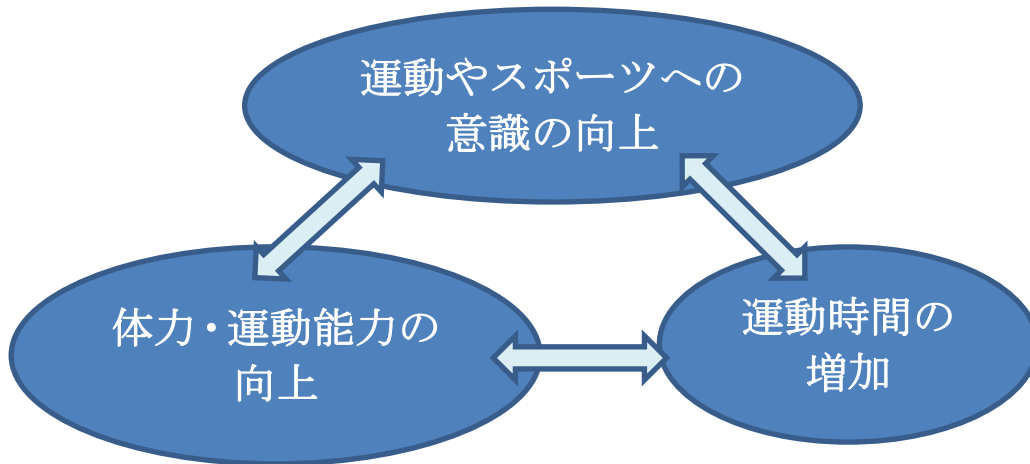 運動やスポーツへの
意識の向上
体力・運動能力の
向上
運動時間の
増加